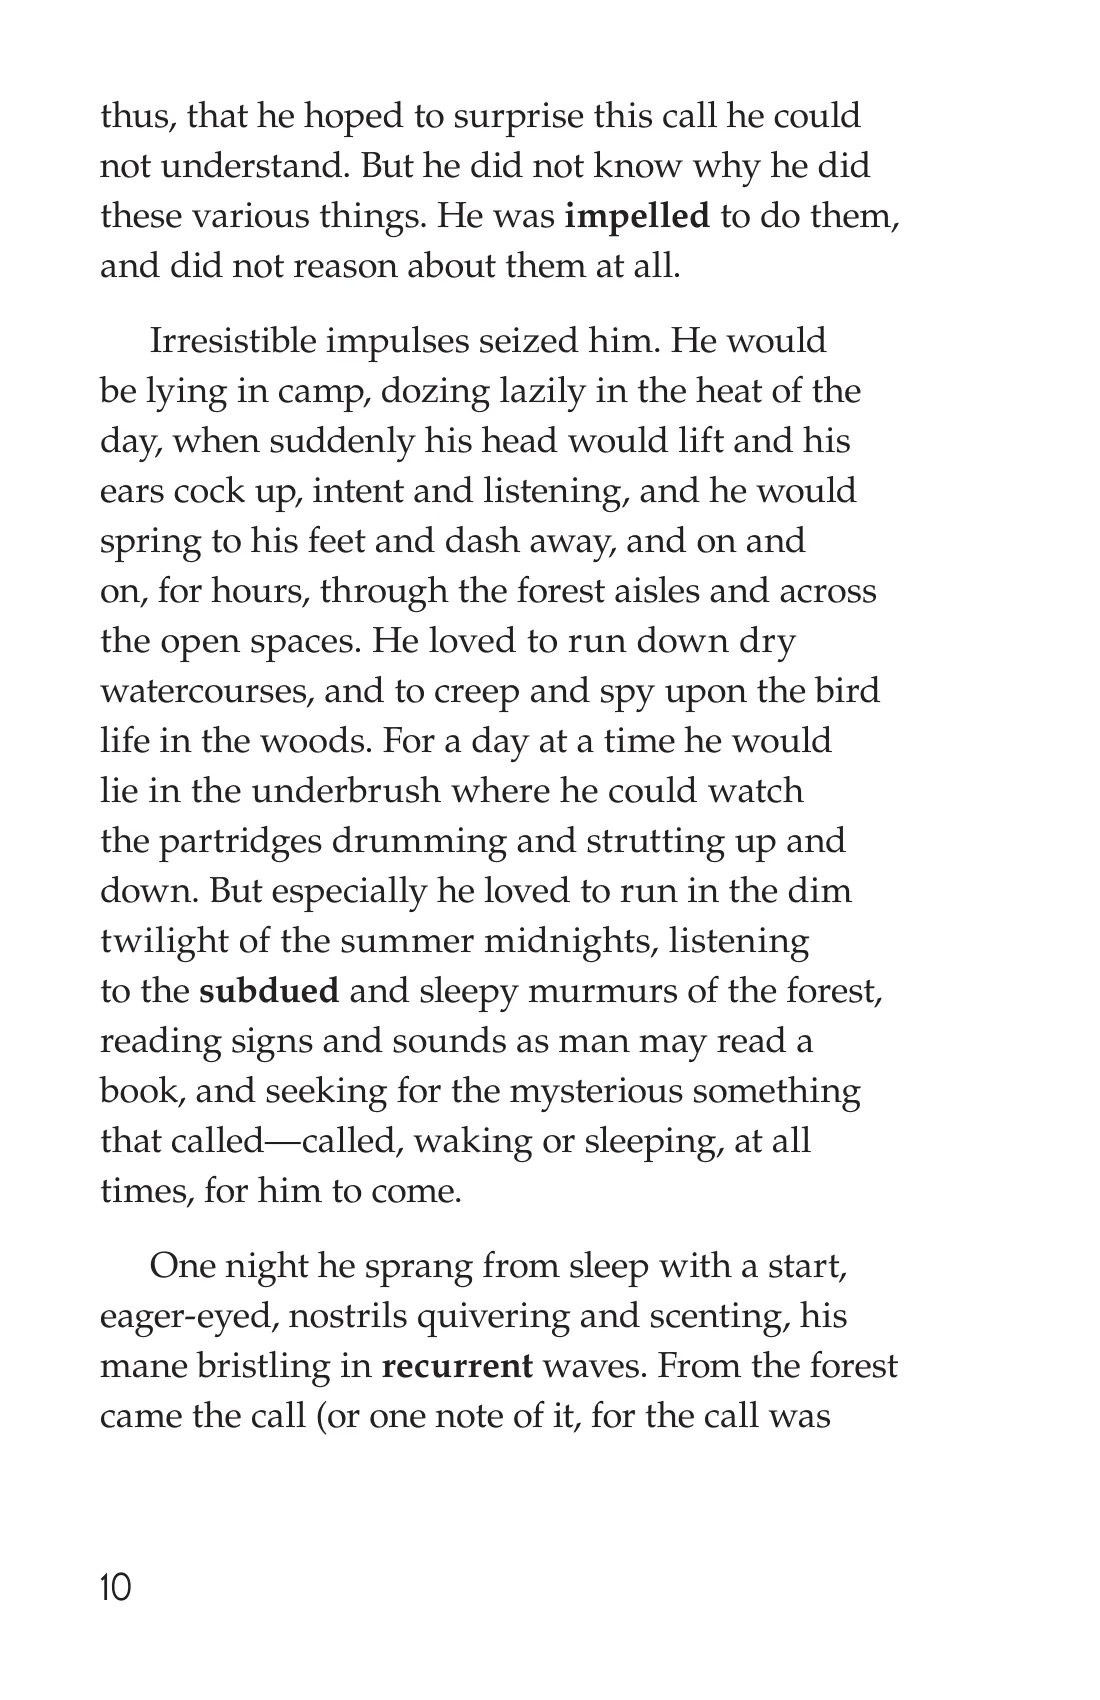 thus, that he hoped to surprise this call he could
not understand. But he did not know why he did
these various things. He was impelled to do them,
and did not reason about them at all.
Irresistible impulses seized him. He would
be lying in camp, dozing lazily in the heat of the
day, when suddenly his head would lift and his
ears cock up, intent and listening, and he would
spring to his feet and dash away, and on and
on, for hours, through the forest aisles and across
the open spaces. He loved to run down dry
watercourses, and to creep and spy upon the bird
life in the woods. For a day at a time he would
lie in the underbrush where he could watch
the partridges drumming and strutting up and
down. But especially he loved to run in the dim
twilight of the summer midnights, listening
to the subdued and sleepy murmurs of the forest,
reading signs and sounds as man may read a
book, and seeking for the mysterious something
that called—called, waking or sleeping, at all
times, for him to come.
One night he sprang from sleep with a start,
eager-eyed, nostrils quivering and scenting, his
mane bristling in recurrent waves. From the forest
came the call (or one note of it, for the call was
10